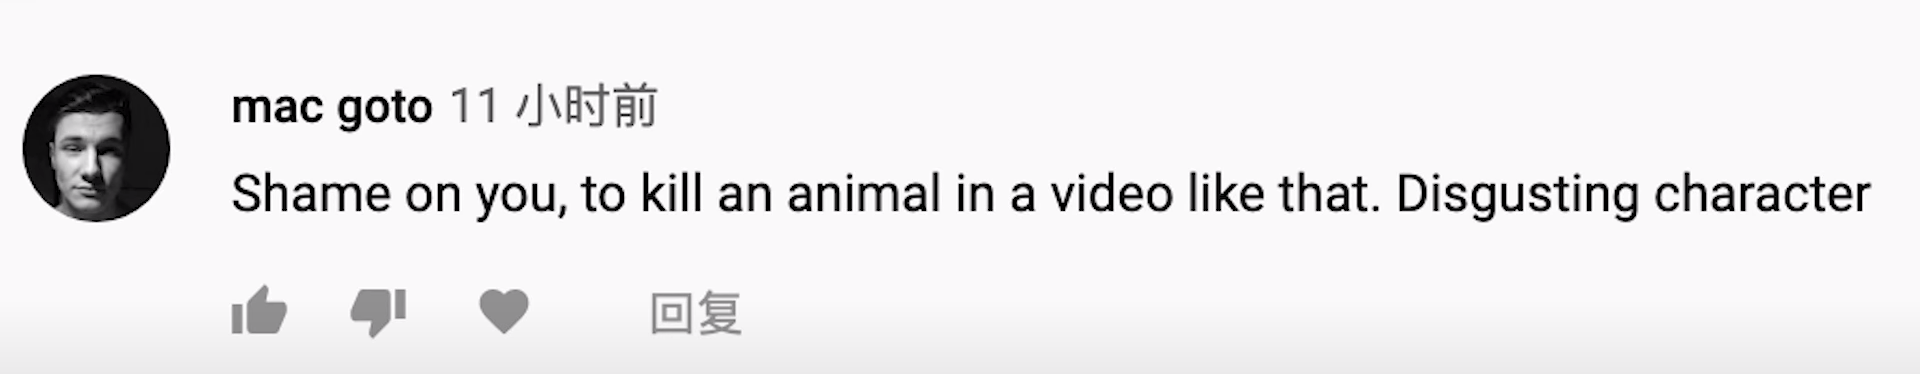 mac goto 11 小时前
Shame on you, to kill an animal in a video like that. Disgusting character
回复